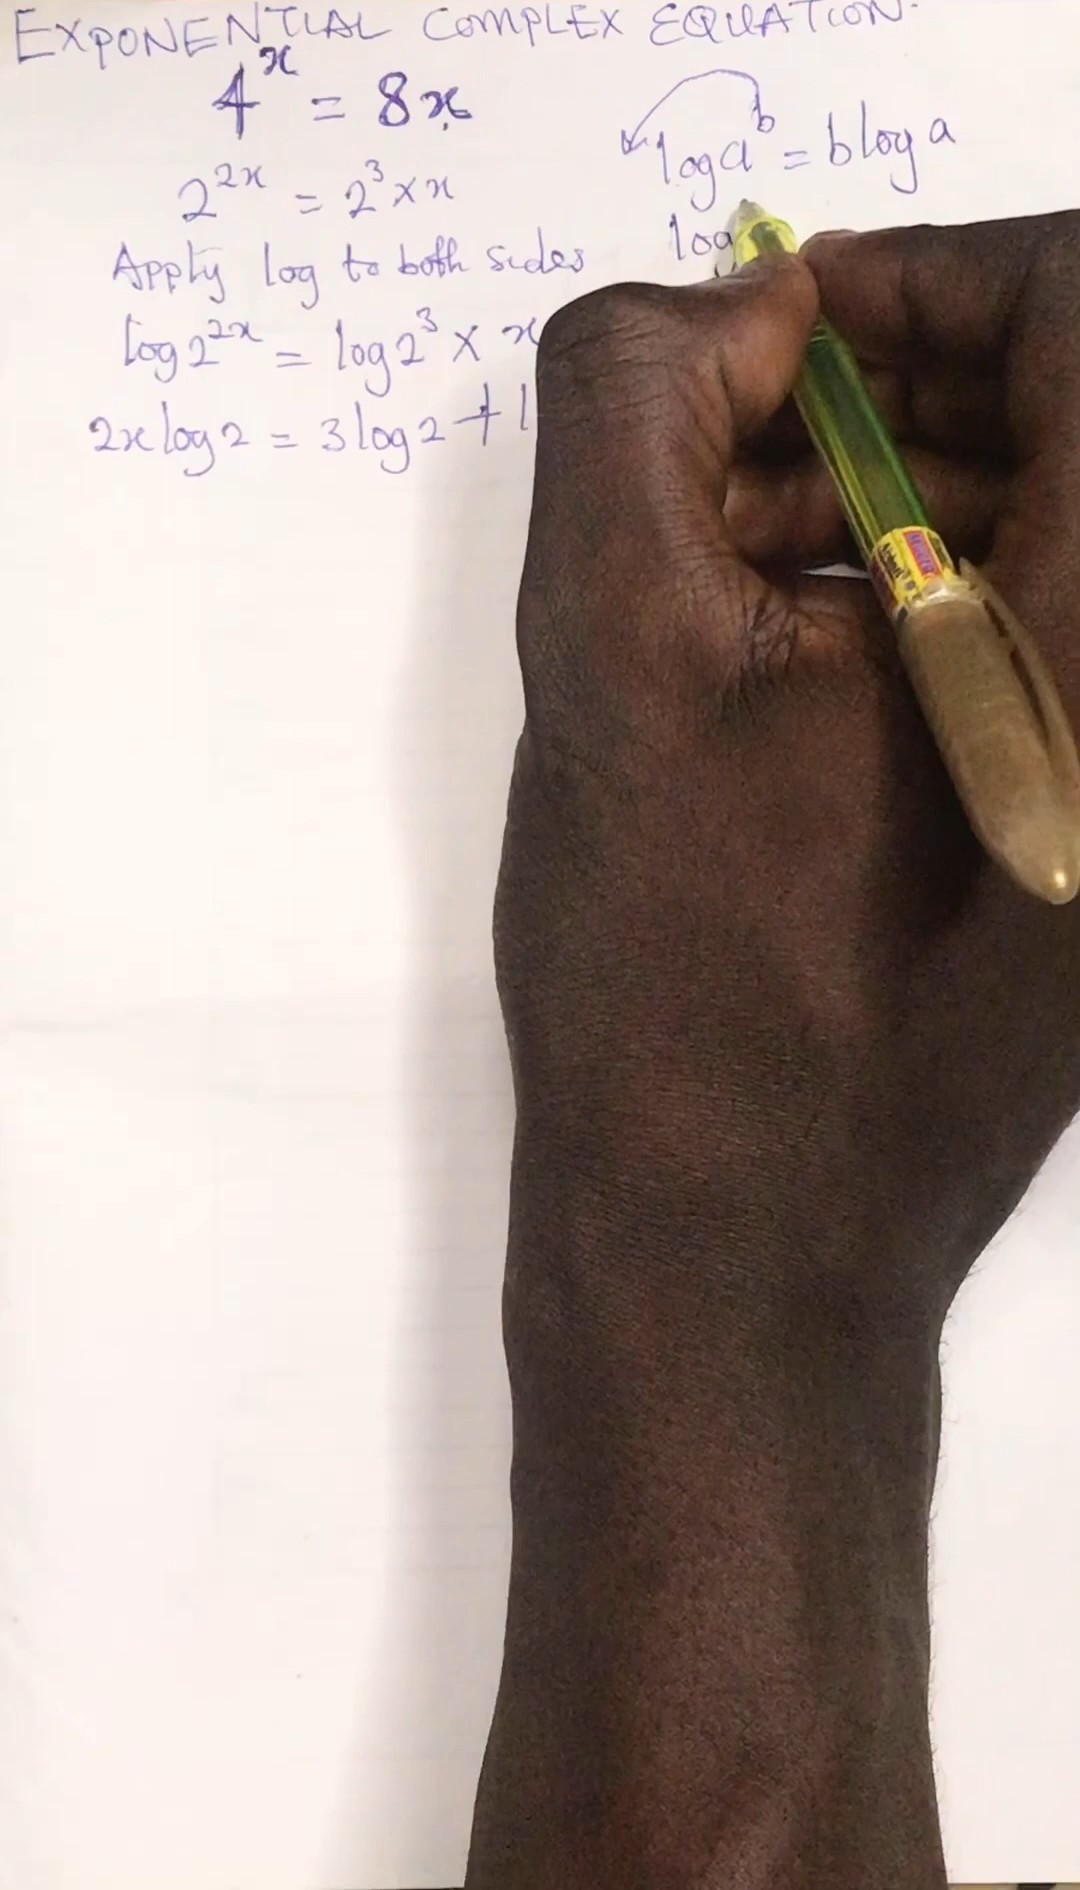 EXPONENTIAL COMPLEX EQUATION.
4^x = 8x
2^2x = 2^3 × x
Apply log to both sides
log 2^2x = log 2^3 × x
2x log 2 = 3 log 2 + l
log a^b = b log a
log